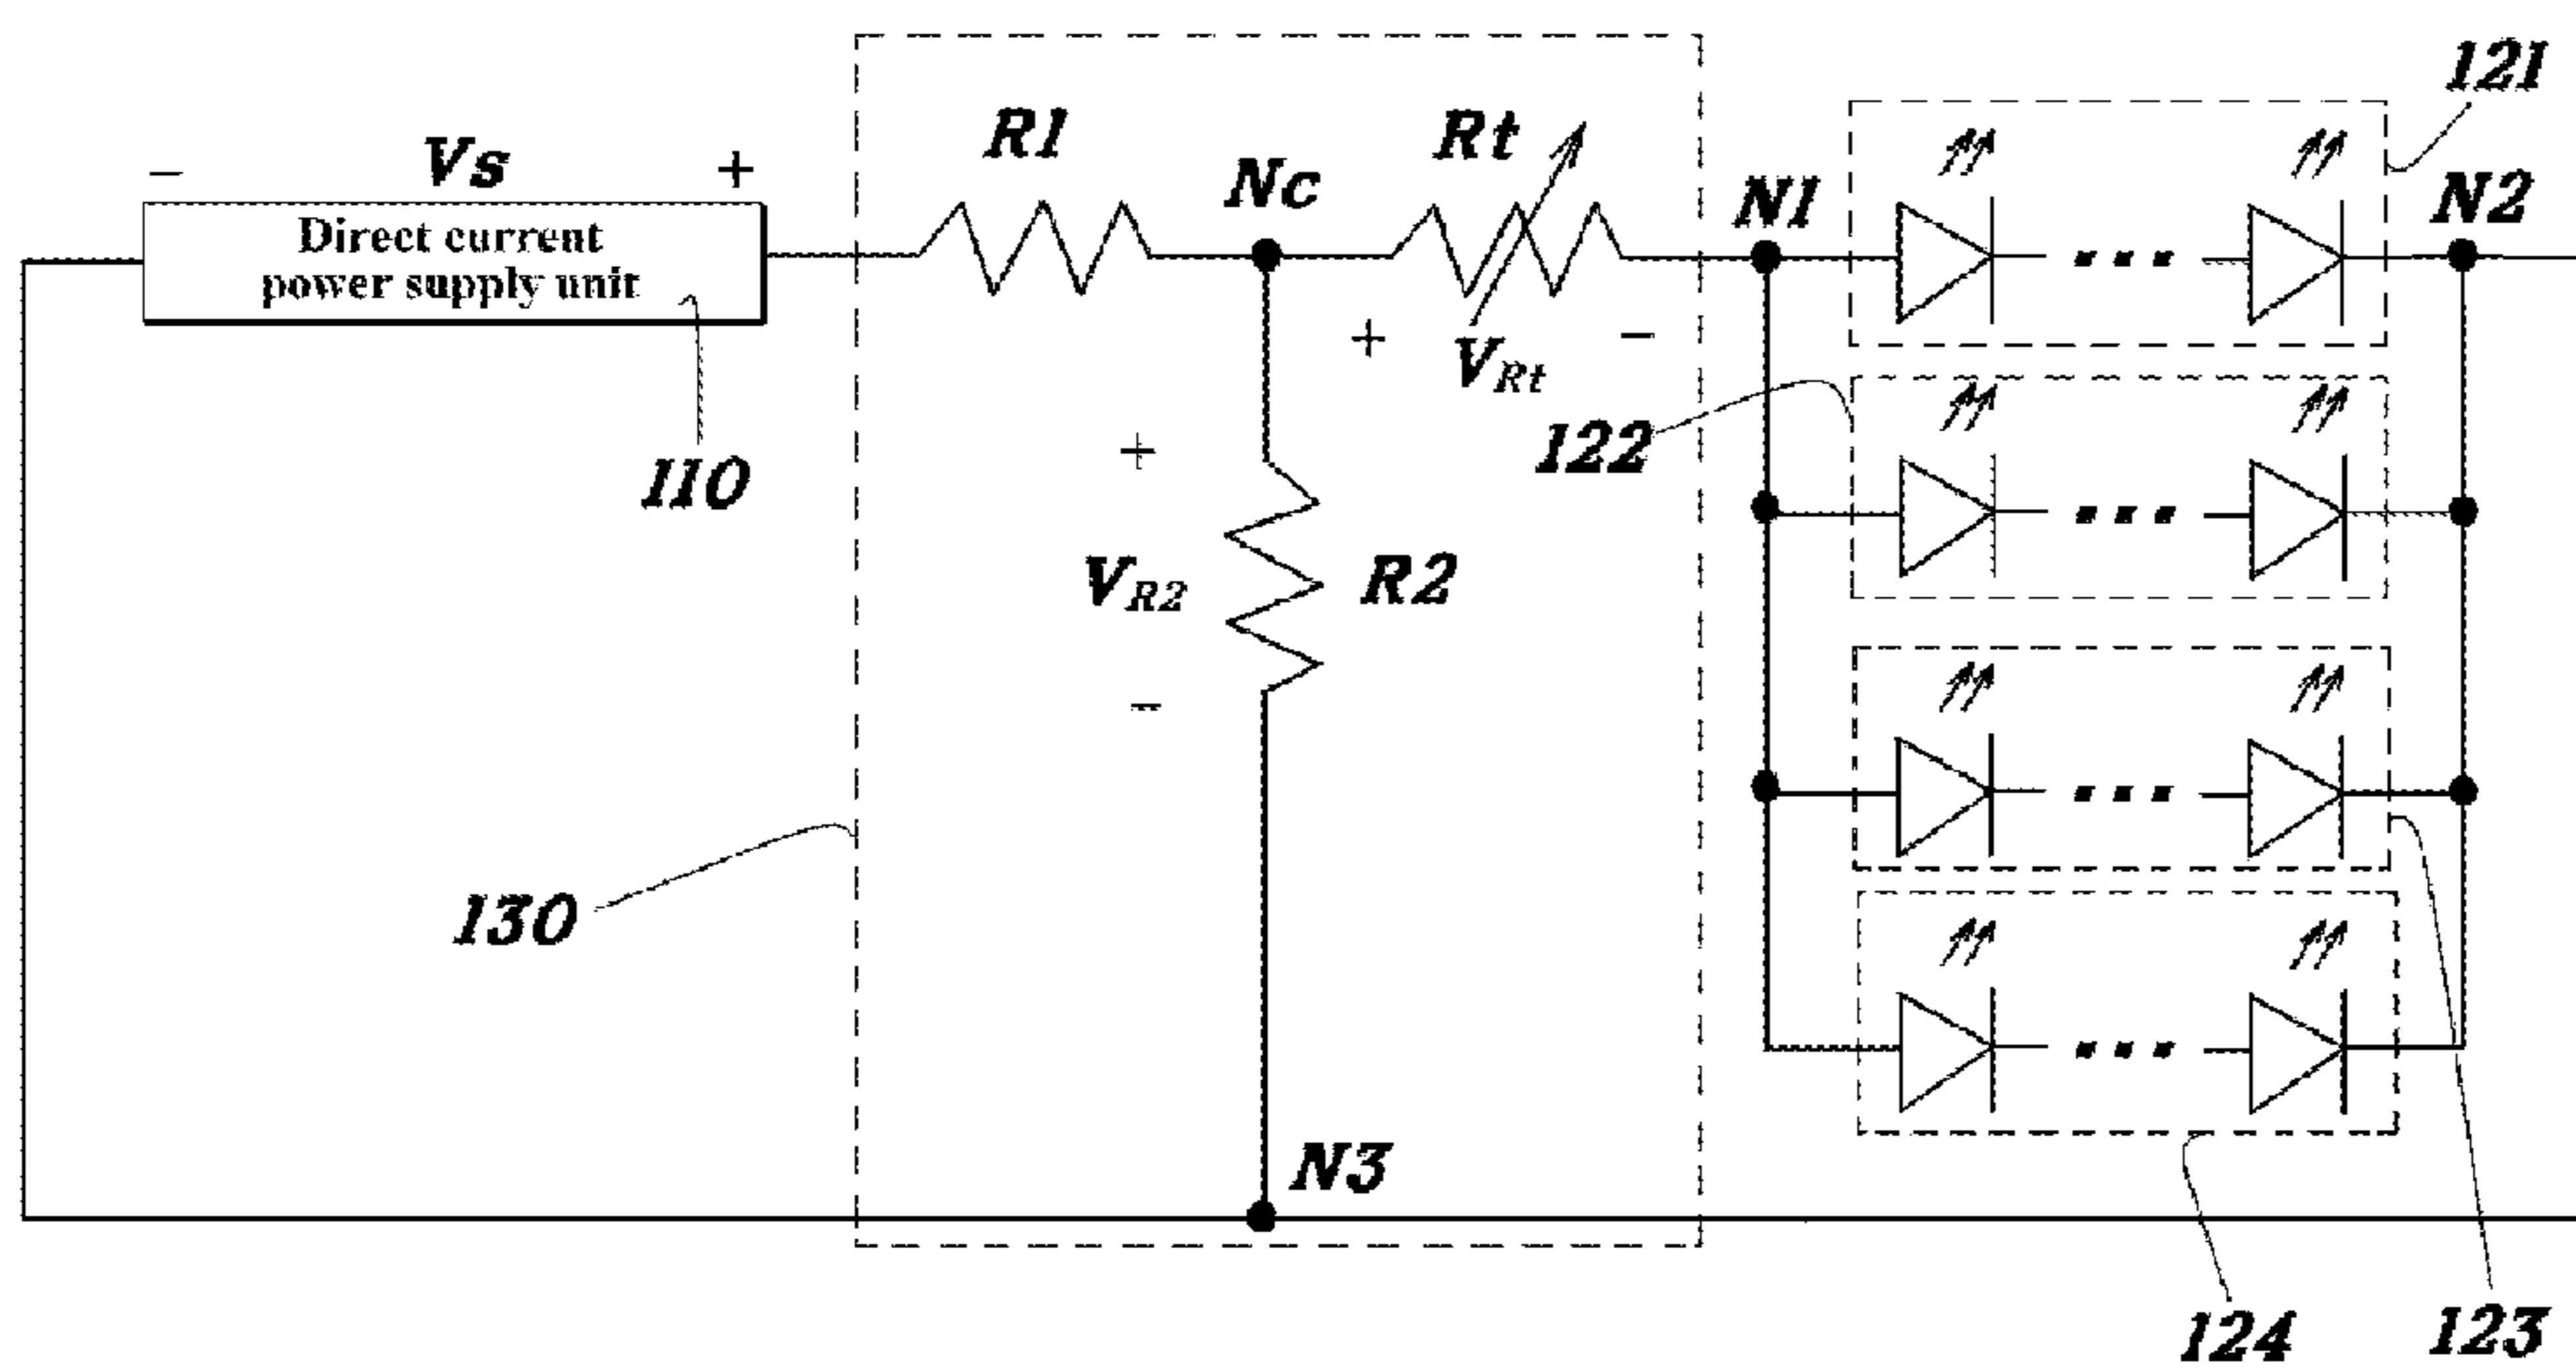 121
R1
Rt
− Vs +
Nc
N1
N2
Direct current
power supply unit
+ VRt −
122
110
+
VR2
R2
−
130
N3
124
123